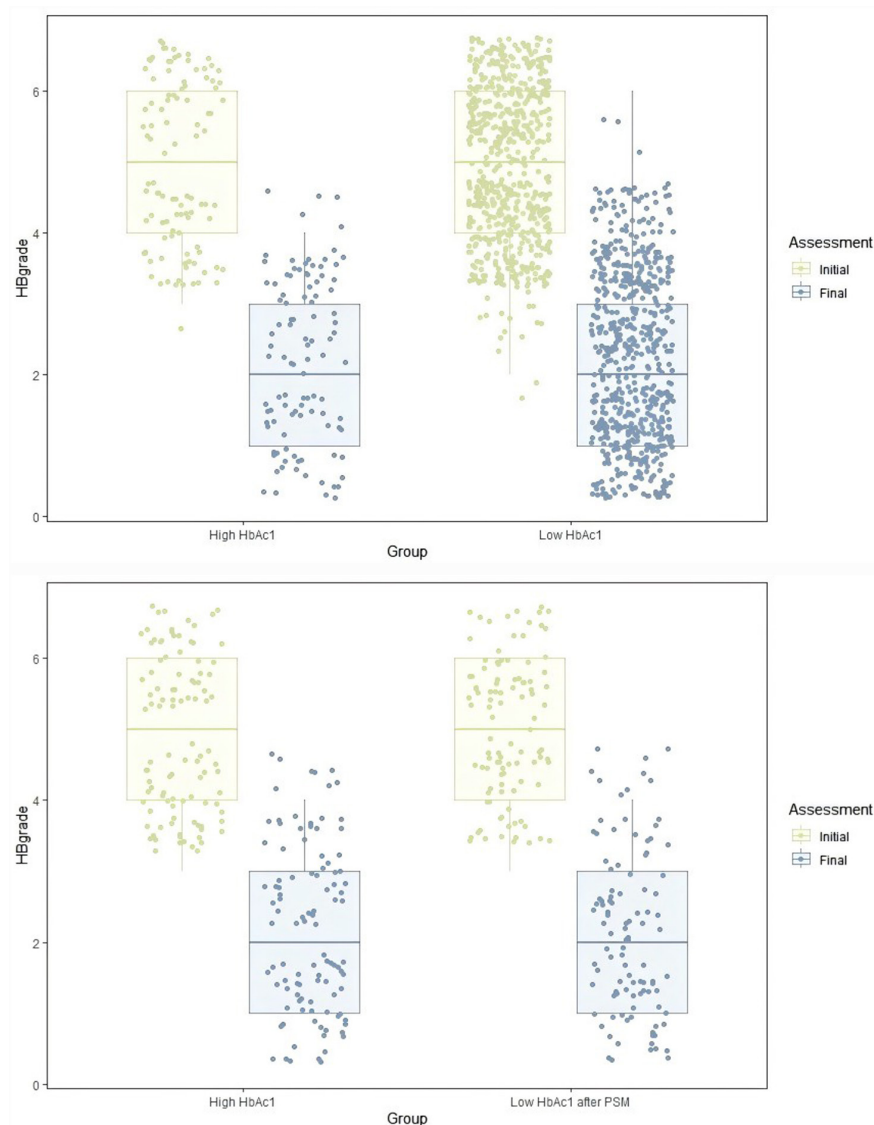 HBgrade
6
4
2
0
High HbAc1
Low HbAc1
Group
Assessment
Initial
Final
HBgrade
6
4
2
0
High HbAc1
Low HbAc1 after PSM
Group
Assessment
Initial
Final